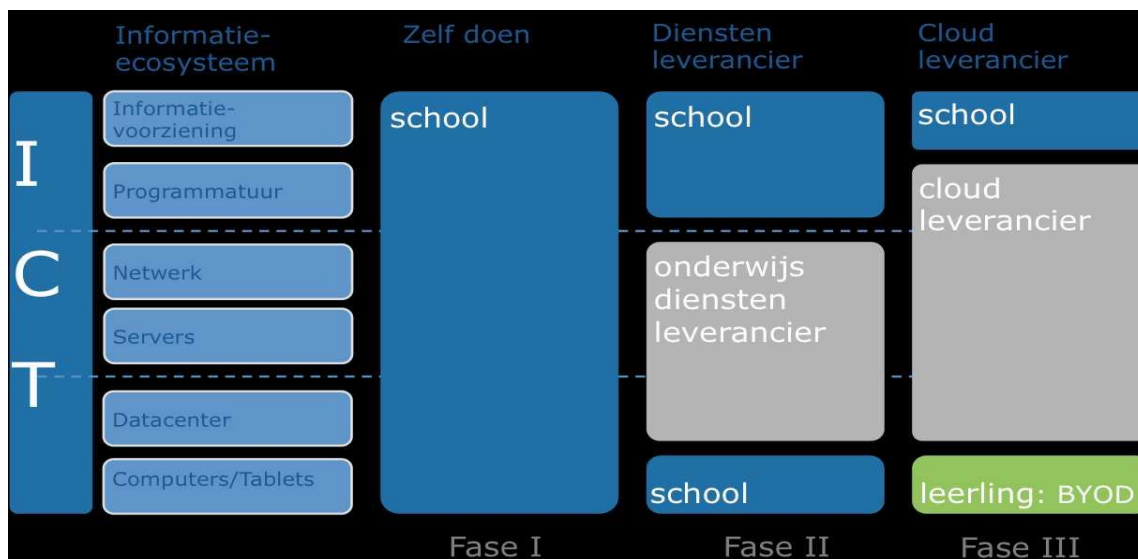 Informatie-
ecosysteem
Zelf doen
Diensten
leverancier
Cloud
leverancier
I
C
T
Informatie-
voorziening
Programmatuur
Netwerk
Servers
Datacenter
Computers/Tablets
school
school
onderwijs
diensten
leverancier
school
school
cloud
leverancier
leerling: BYOD
Fase I
Fase II
Fase III